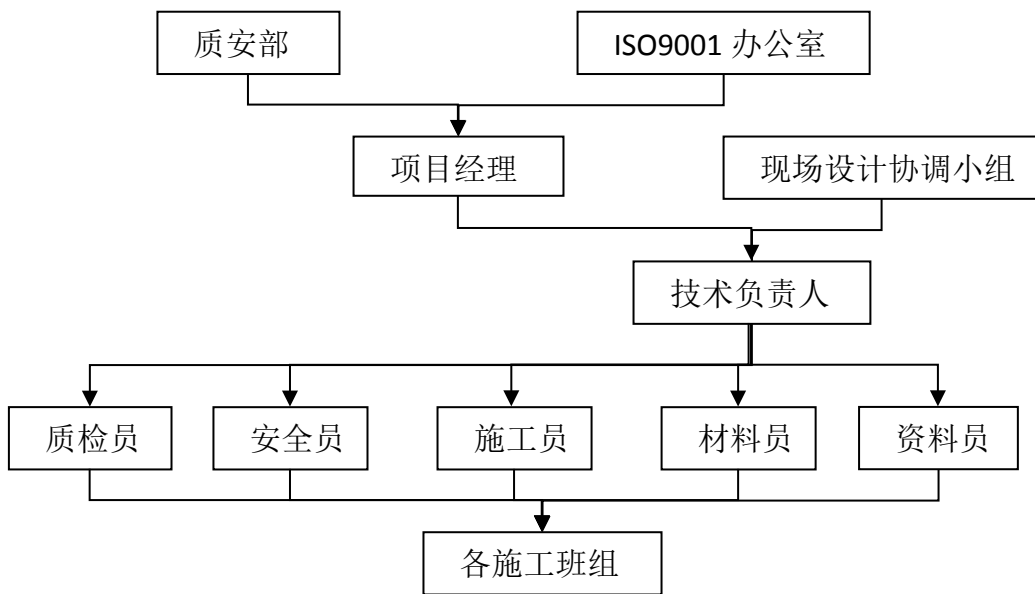 质安部
ISO9001 办公室
项目经理
现场设计协调小组
技术负责人
质检员
安全员
施工员
材料员
资料员
各施工班组